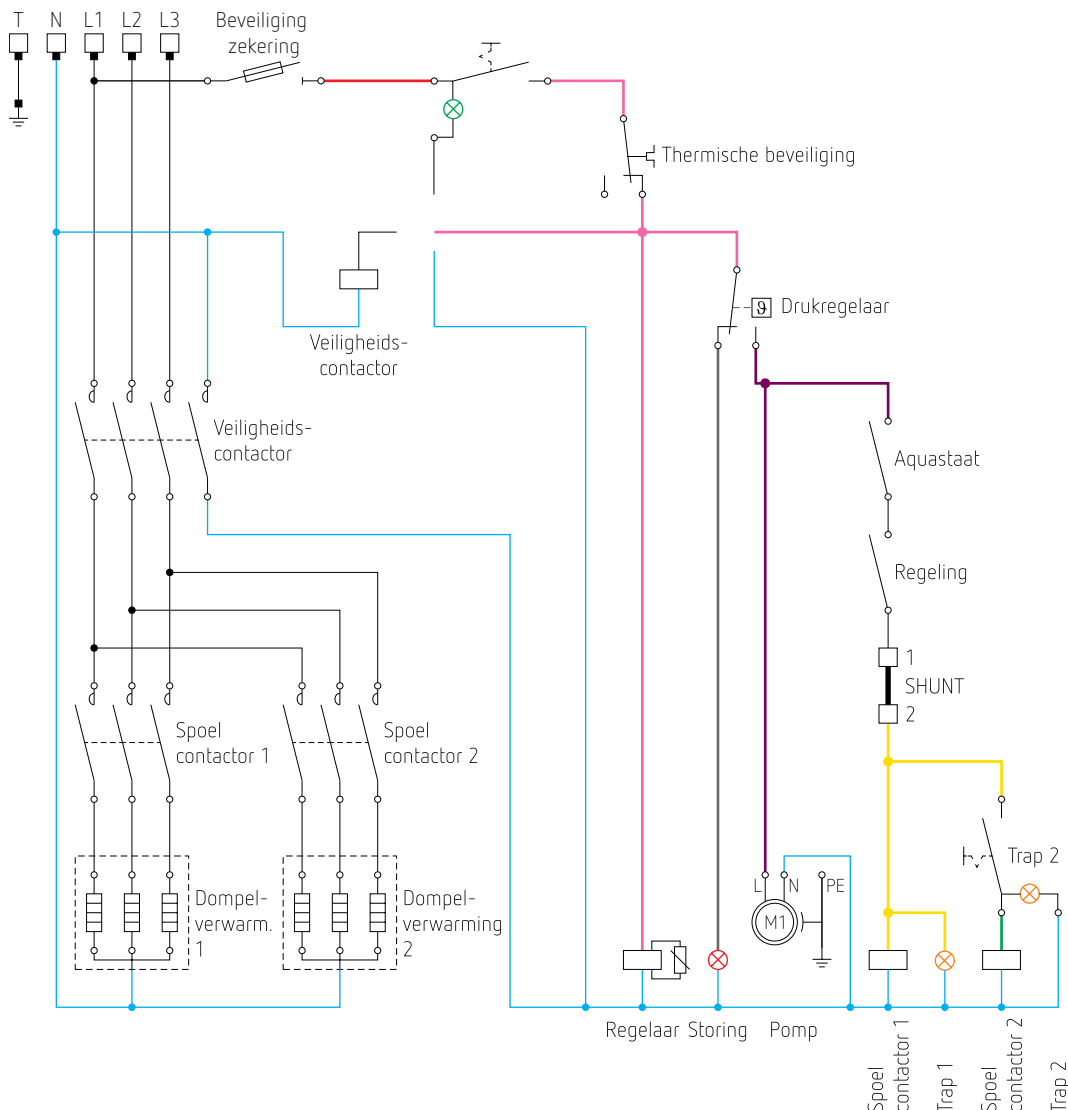 T N L1 L2 L3
Beveiliging
zekering
Thermische beveiliging
ϑ Drukregelaar
Veiligheids-
contactor
Veiligheids-
contactor
Aquastaat
Regeling
1
SHUNT
2
Spoel
contactor 1
Spoel
contactor 2
Trap 2
Dompel-
verwarm.
1
Dompel-
verwarming
2
L N PE
M1
Regelaar Storing Pomp
Spoel
contactor 1
Trap 1
Spoel
contactor 2
Trap 2